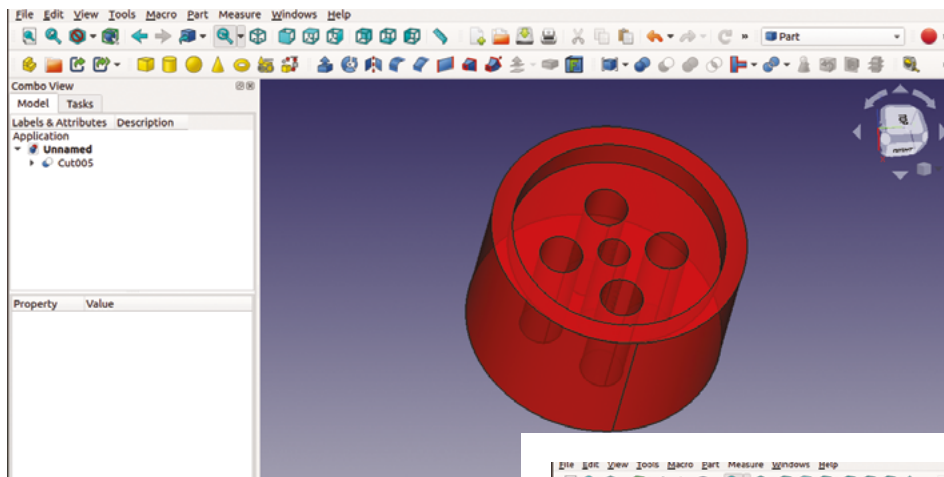 File Edit View Tools Macro Part Measure Windows Help
Part
Combo View
Model Tasks
Labels & Attributes Description
Application
Unnamed
Cut005
Property Value
File Edit View Tools Macro Part Measure Windows Help